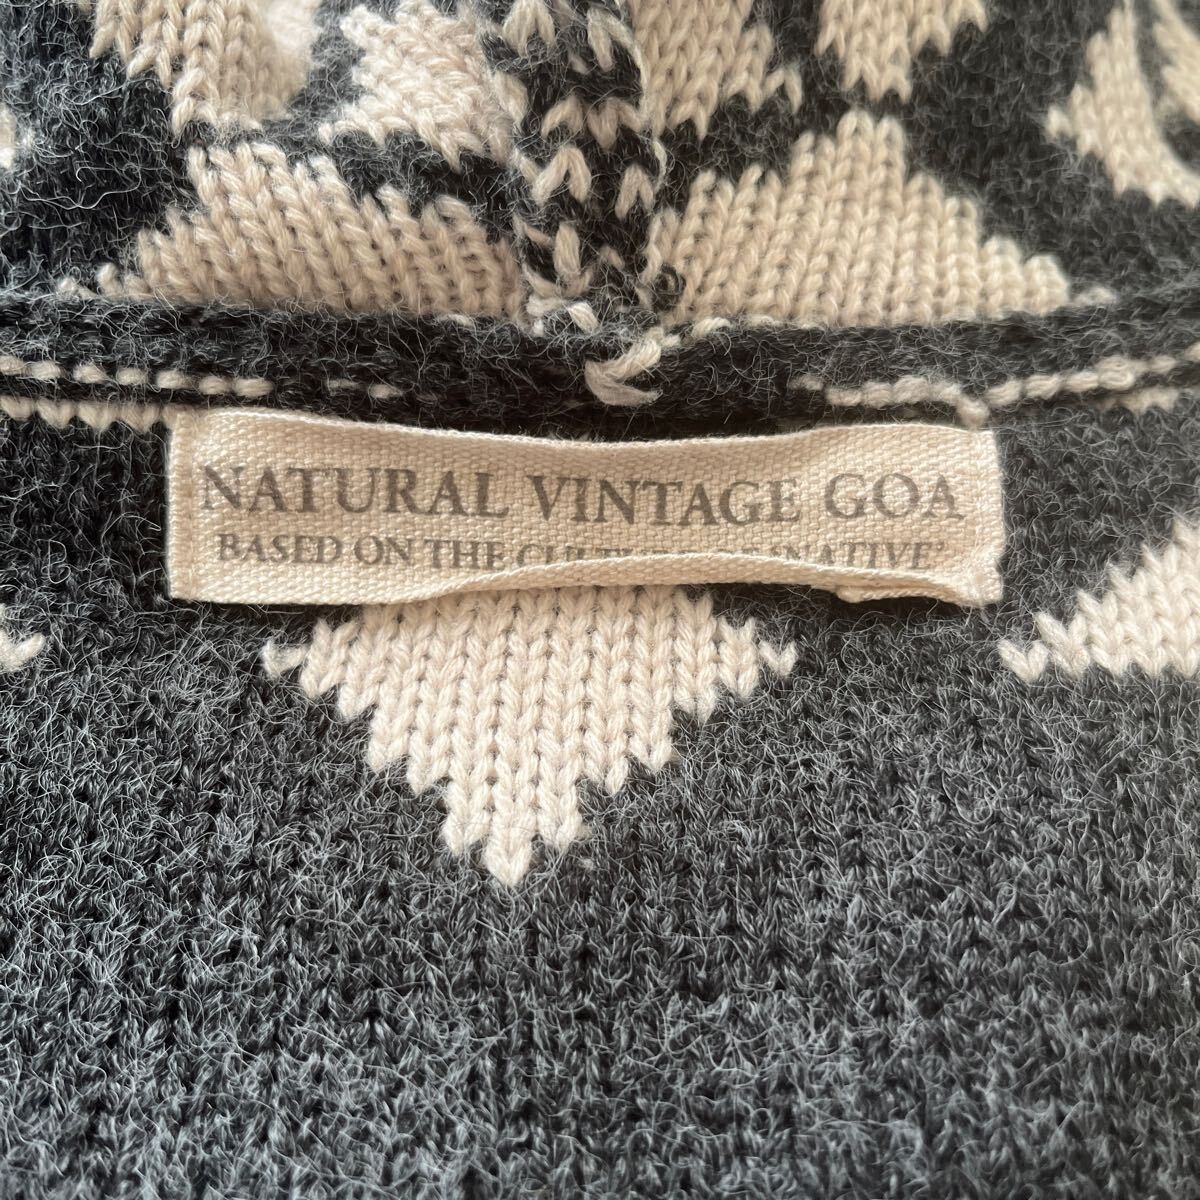 NATURAL VINTAGE GOA
BASED ON THE